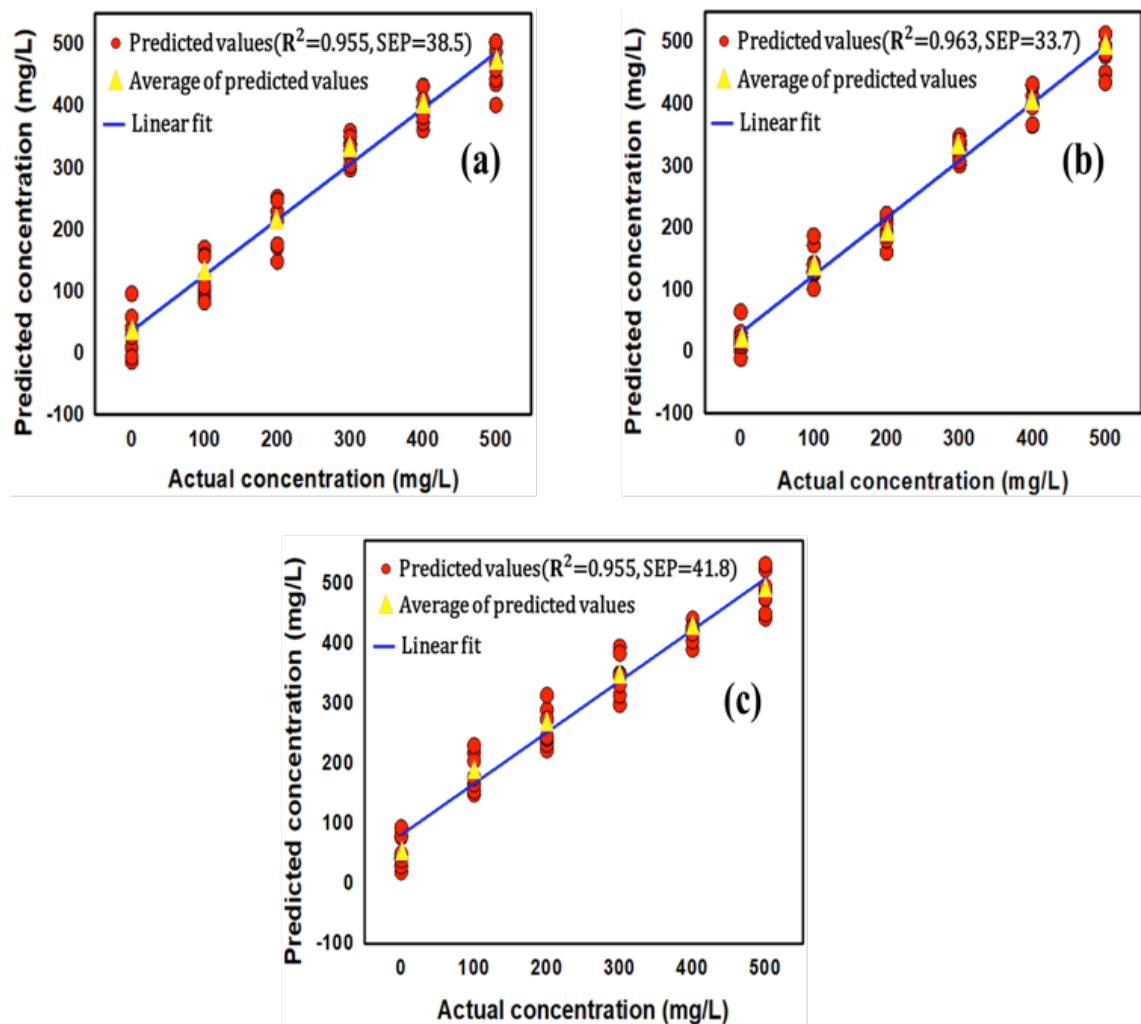 Predicted concentration (mg/L)
500
400
300
200
100
0
-100
Predicted values(R²=0.955, SEP=38.5)
Average of predicted values
Linear fit
(a)
0 100 200 300 400 500
Actual concentration (mg/L)
Predicted concentration (mg/L)
500
400
300
200
100
0
-100
Predicted values(R²=0.963, SEP=33.7)
Average of predicted values
Linear fit
(b)
0 100 200 300 400 500
Actual concentration (mg/L)
Predicted concentration (mg/L)
500
400
300
200
100
0
-100
Predicted values(R²=0.955, SEP=41.8)
Average of predicted values
Linear fit
(c)
0 100 200 300 400 500
Actual concentration (mg/L)